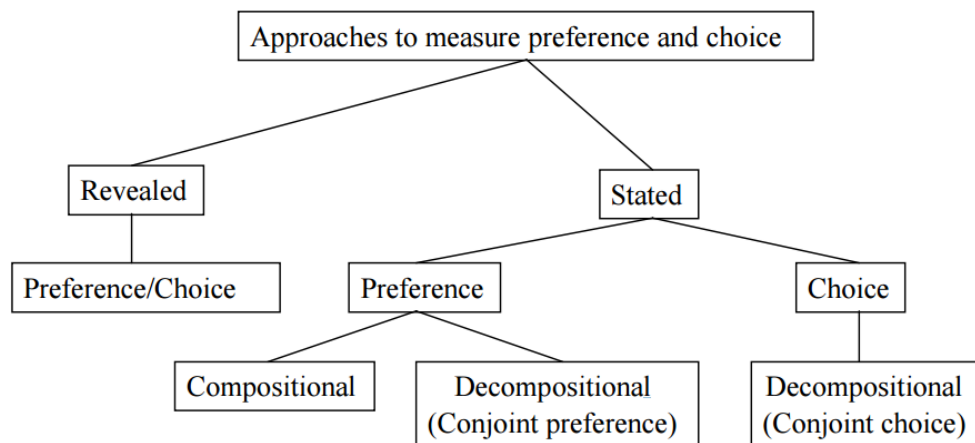 Approaches to measure preference and choice
Revealed
Stated
Preference/Choice
Preference
Choice
Compositional
Decompositional
(Conjoint preference)
Decompositional
(Conjoint choice)